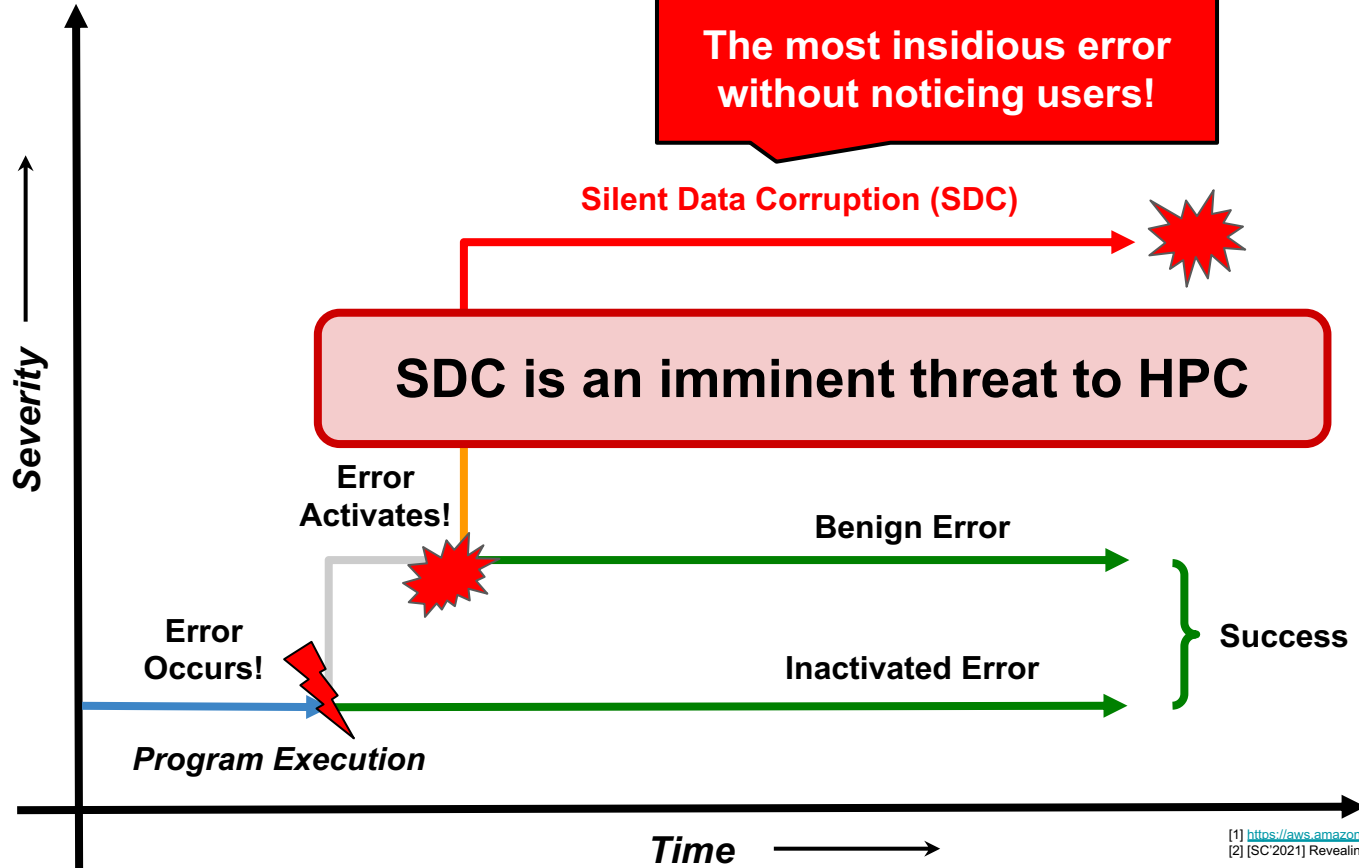 The most insidious error
without noticing users!
Silent Data Corruption (SDC)
Severity
SDC is an imminent threat to HPC
Error
Activates!
Benign Error
Error
Occurs!
Success
Inactivated Error
Program Execution
Time
[1] https://aws.amazon
[2] [SC'2021] Revealin